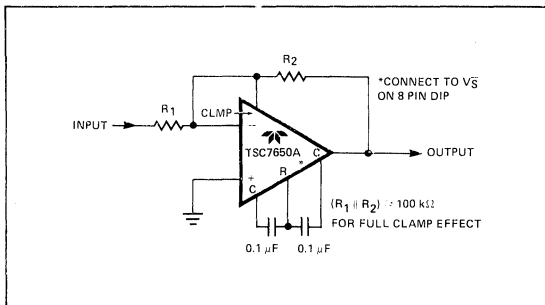 R2
*CONNECT TO V̄S
ON 8 PIN DIP
R1
CLMP
INPUT
−
TSC7650A
C
OUTPUT
*
R
+
C
(R1 || R2) ≥ 100 kΩ
FOR FULL CLAMP EFFECT
0.1 μF
0.1 μF